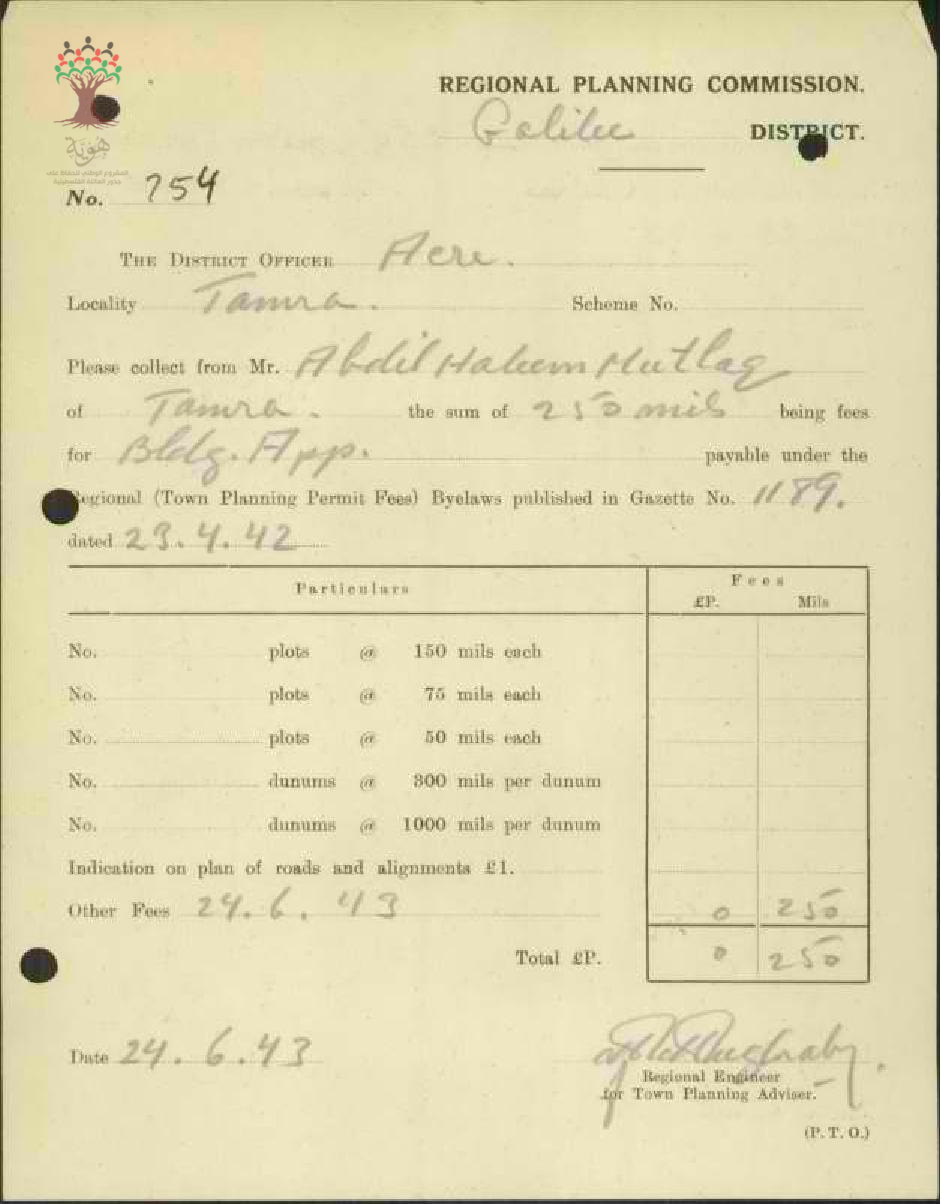 هوية
REGIONAL PLANNING COMMISSION.
Galilee DISTRICT.
No. 754
THE DISTRICT OFFICER Acre.
Locality Tamra. Scheme No.
Please collect from Mr. Abdil Hakeem Mutlaq
of Tamra. the sum of 250 mils being fees
for Bldg. App. payable under the
Regional (Town Planning Permit Fees) Byelaws published in Gazette No. 1189.
dated 23.4.42
Particulars Fees
£P. Mils
No. plots @ 150 mils each
No. plots @ 75 mils each
No. plots @ 50 mils each
No. dunums @ 300 mils per dunum
No. dunums @ 1000 mils per dunum
Indication on plan of roads and alignments £1.
Other Fees 24.6.43 0 250
Total £P. 0 250
Date 24.6.43
Regional Engineer
for Town Planning Adviser.
(P. T. O.)